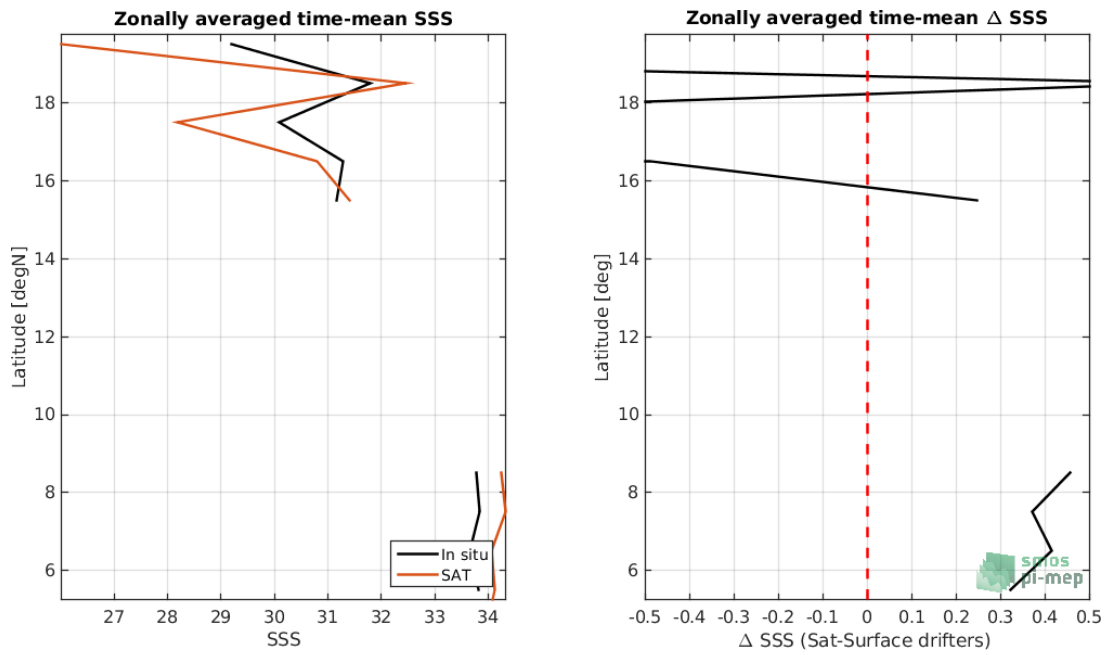 Zonally averaged time-mean SSS
18
16
14
12
10
8
6
Latitude [degN]
27 28 29 30 31 32 33 34
SSS
In situ
SAT
Zonally averaged time-mean Δ SSS
18
16
14
12
10
8
6
Latitude [deg]
-0.5 -0.4 -0.3 -0.2 -0.1 0 0.1 0.2 0.3 0.4 0.5
Δ SSS (Sat-Surface drifters)
smos
pi-mep